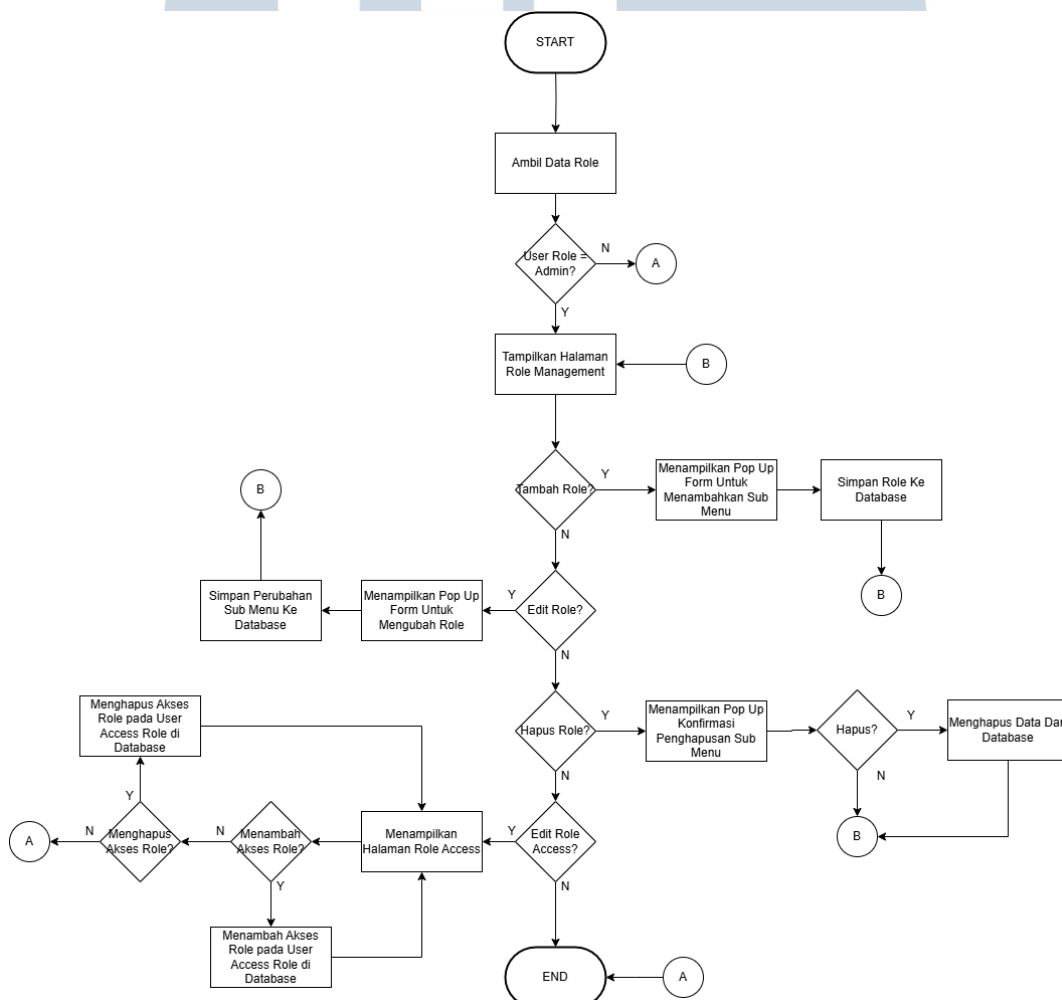 START
Ambil Data Role
User Role =
Admin?
N
A
Y
Tampilkan Halaman
Role Management
B
Tambah Role?
Y
Menampilkan Pop Up
Form Untuk
Menambahkan Sub
Menu
Simpan Role Ke
Database
B
N
B
Edit Role?
Y
Menampilkan Pop Up
Form Untuk
Mengubah Role
Simpan Perubahan
Sub Menu Ke
Database
B
N
Hapus Role?
Y
Menampilkan Pop Up
Konfirmasi
Penghapusan Sub
Menu
Hapus?
Y
Menghapus Data Dar
Database
N
B
N
Edit Role
Access?
Y
Menampilkan
Halaman Role Access
Menambah
Akses Role?
N
Menghapus
Akses Role?
N
A
Y
Menghapus Akses
Role pada User
Access Role di
Database
Y
Menambah Akses
Role pada User
Access Role di
Database
N
END
A